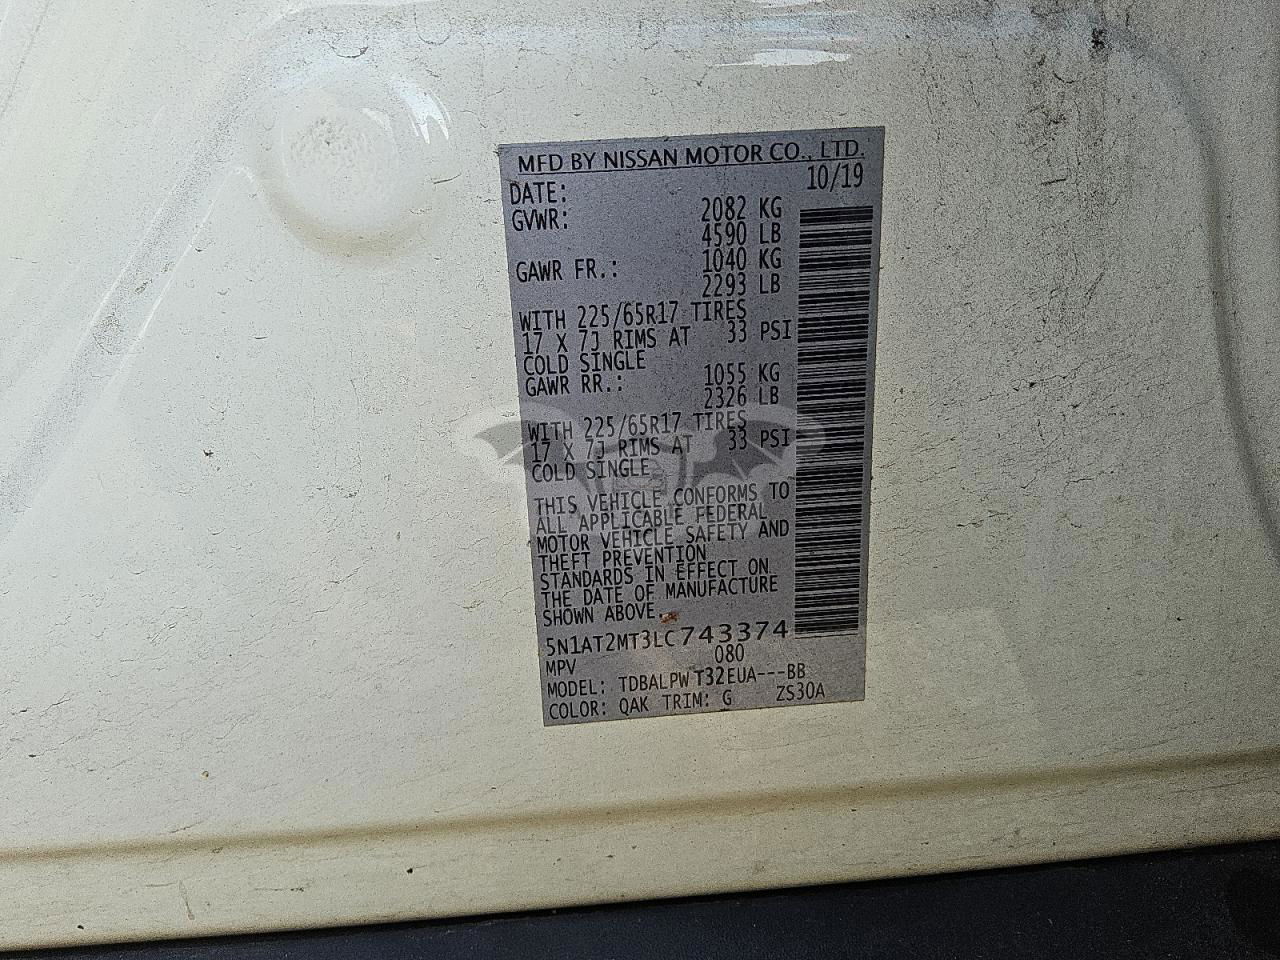 MFD BY NISSAN MOTOR CO., LTD.
DATE: 10/19
GVWR: 2082 KG
4590 LB
GAWR FR.: 1040 KG
2293 LB
WITH 225/65R17 TIRES
17 X 7J RIMS AT 33 PSI
COLD SINGLE
GAWR RR.: 1055 KG
2326 LB
WITH 225/65R17 TIRES
17 X 7J RIMS AT 33 PSI
COLD SINGLE
THIS VEHICLE CONFORMS TO
ALL APPLICABLE FEDERAL
MOTOR VEHICLE SAFETY AND
THEFT PREVENTION
STANDARDS IN EFFECT ON
THE DATE OF MANUFACTURE
SHOWN ABOVE.
5N1AT2MT3LC743374
MPV 080
MODEL: TDBALPW T32EUA---BB
COLOR: QAK TRIM: G ZS30A